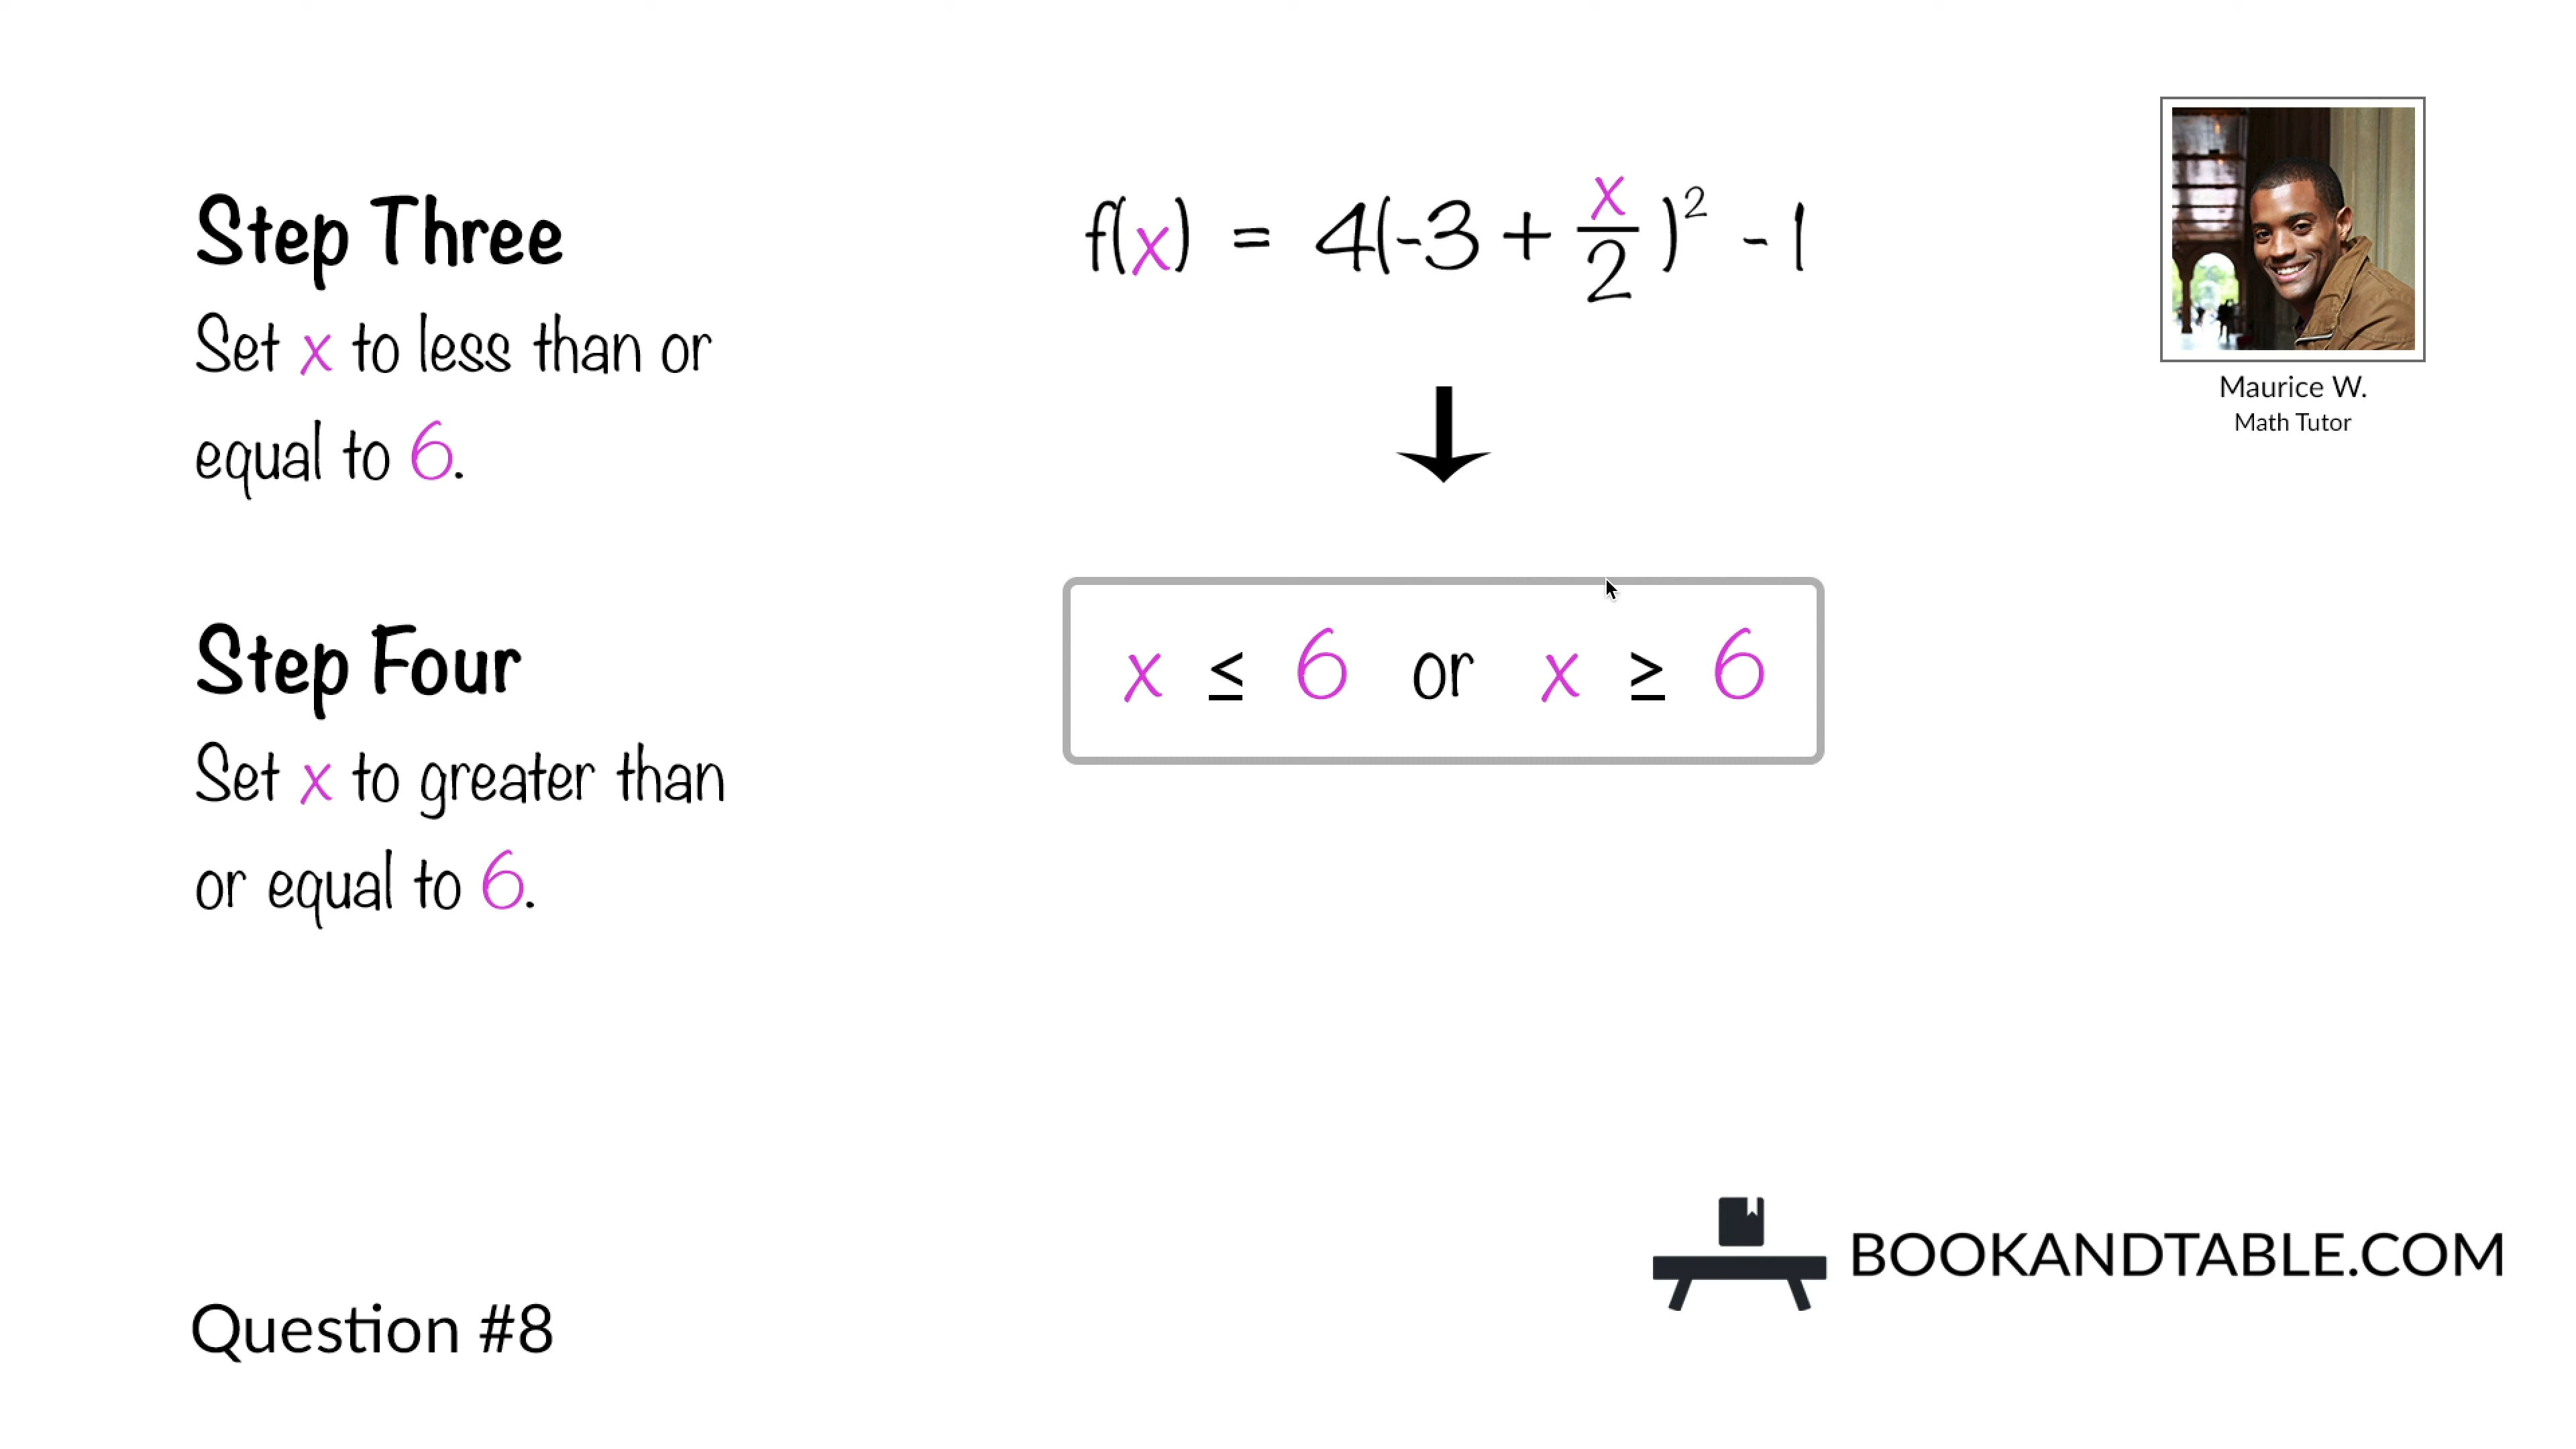 Step Three
Set x to less than or
equal to 6.
Step Four
Set x to greater than
or equal to 6.
f(x) = 4(-3 + x/2)² - 1
x ≤ 6 or x ≥ 6
Maurice W.
Math Tutor
Question #8
BOOKANDTABLE.COM